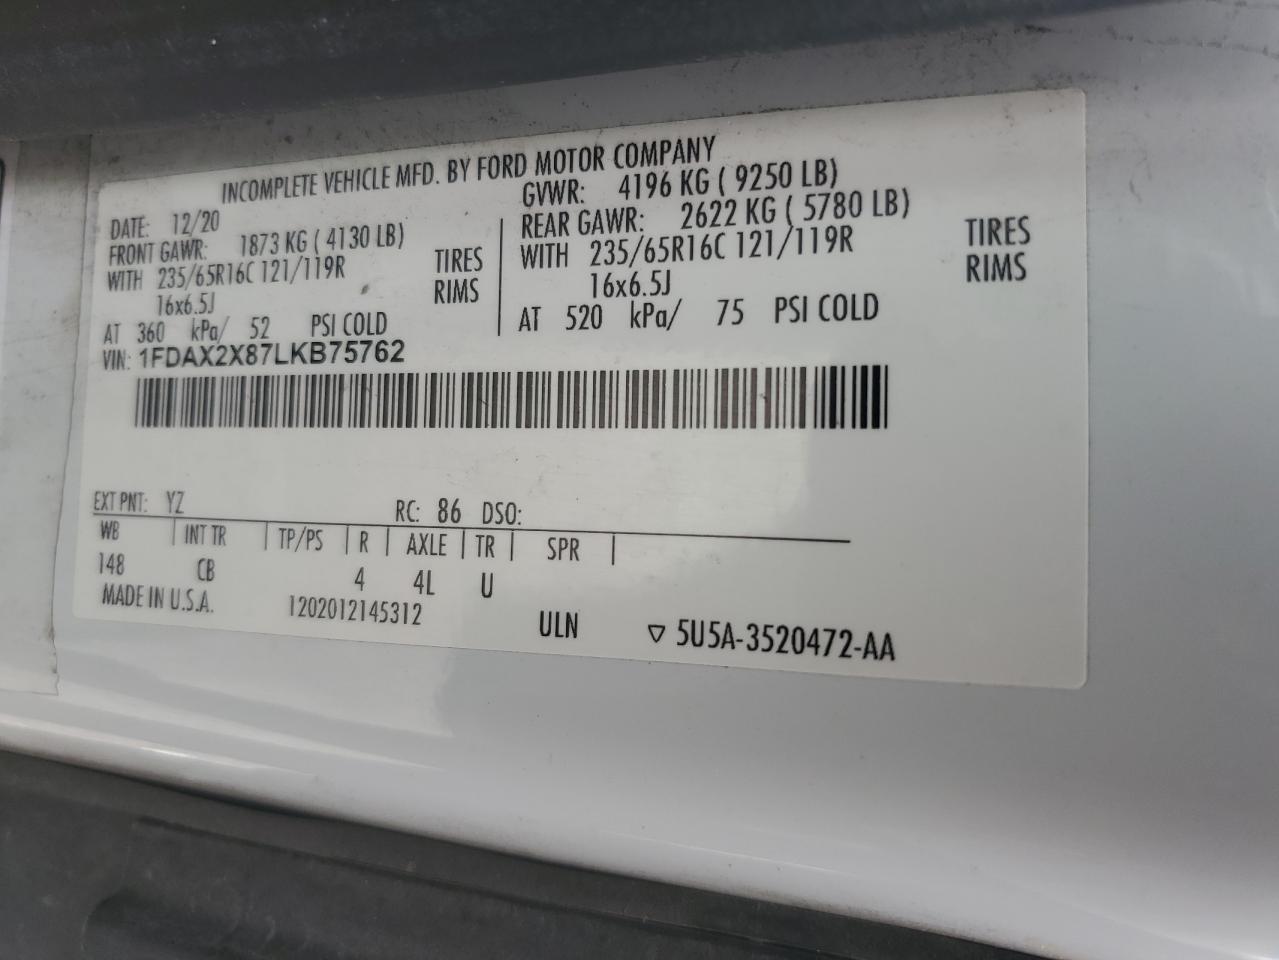 INCOMPLETE VEHICLE MFD. BY FORD MOTOR COMPANY
DATE: 12/20 GVWR: 4196 KG ( 9250 LB)
FRONT GAWR: 1873 KG ( 4130 LB) REAR GAWR: 2622 KG ( 5780 LB)
WITH 235/65R16C 121/119R TIRES WITH 235/65R16C 121/119R TIRES
16x6.5J RIMS 16x6.5J RIMS
AT 360 kPa/ 52 PSI COLD AT 520 kPa/ 75 PSI COLD
VIN: 1FDAX2X87LKB75762
EXT PNT: YZ RC: 86 DSO:
WB | INT TR | TP/PS | R | AXLE | TR | SPR |
148 CB 4 4L U
MADE IN U.S.A. 1202012145312 ULN ▽ 5U5A-3520472-AA